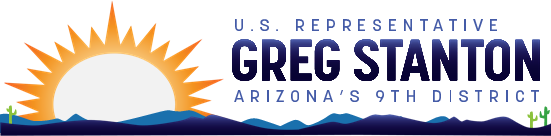 U.S. REPRESENTATIVE
GREG STANTON
ARIZONA'S 9TH DISTRICT